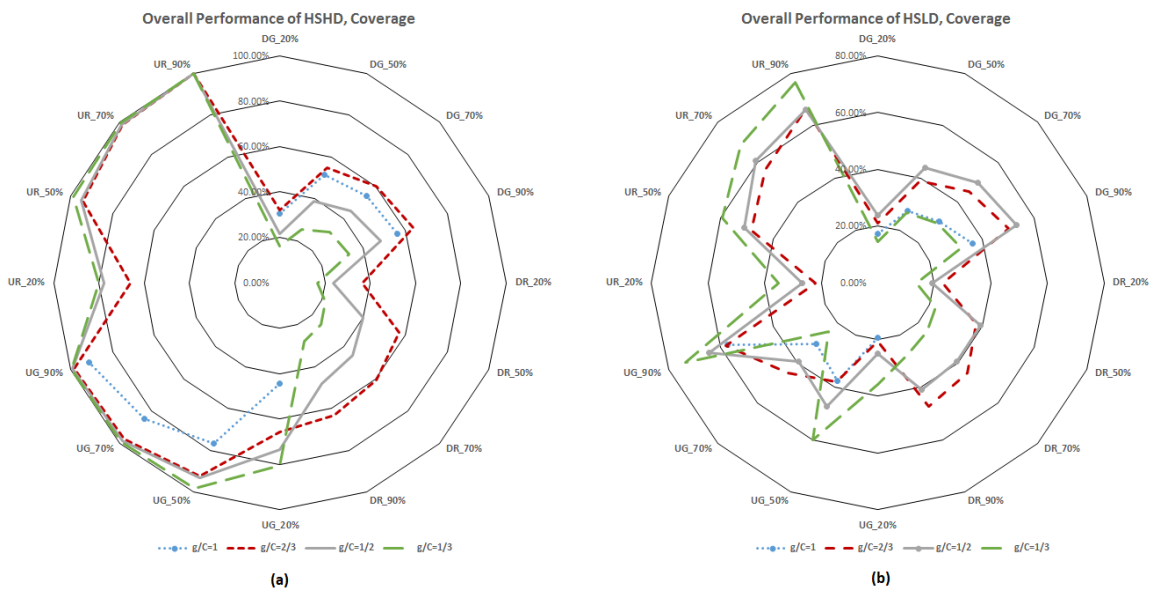 Overall Performance of HSHD, Coverage
DG_20%
100.00%
UR_90%
DG_50%
80.00%
UR_70%
DG_70%
60.00%
40.00%
UR_50%
DG_90%
20.00%
UR_20%
0.00%
DR_20%
UG_90%
DR_50%
UG_70%
DR_70%
UG_50%
DR_90%
UG_20%
g/C=1
g/C=2/3
g/C=1/2
g/C=1/3
(a)
Overall Performance of HSLD, Coverage
DG_20%
80.00%
UR_90%
DG_50%
60.00%
UR_70%
DG_70%
40.00%
UR_50%
DG_90%
20.00%
UR_20%
0.00%
DR_20%
UG_90%
DR_50%
UG_70%
DR_70%
UG_50%
DR_90%
UG_20%
g/C=1
g/C=2/3
g/C=1/2
g/C=1/3
(b)